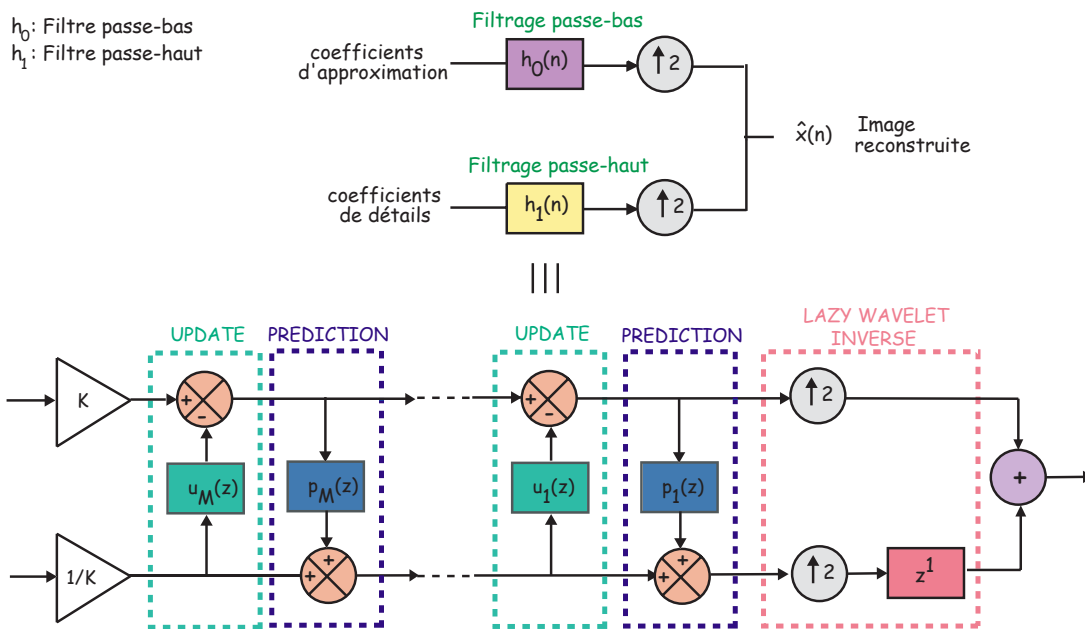 h0: Filtre passe-bas
h1: Filtre passe-haut
Filtrage passe-bas
coefficients
d'approximation
h0(n)
↑2
x̂(n) Image
reconstruite
Filtrage passe-haut
coefficients
de détails
h1(n)
↑2
LAZY WAVELET
INVERSE
UPDATE
PREDICTION
UPDATE
PREDICTION
K
+
-
+
-
↑2
uM(z)
pM(z)
u1(z)
p1(z)
+
1/K
+
+
+
+
↑2
z1